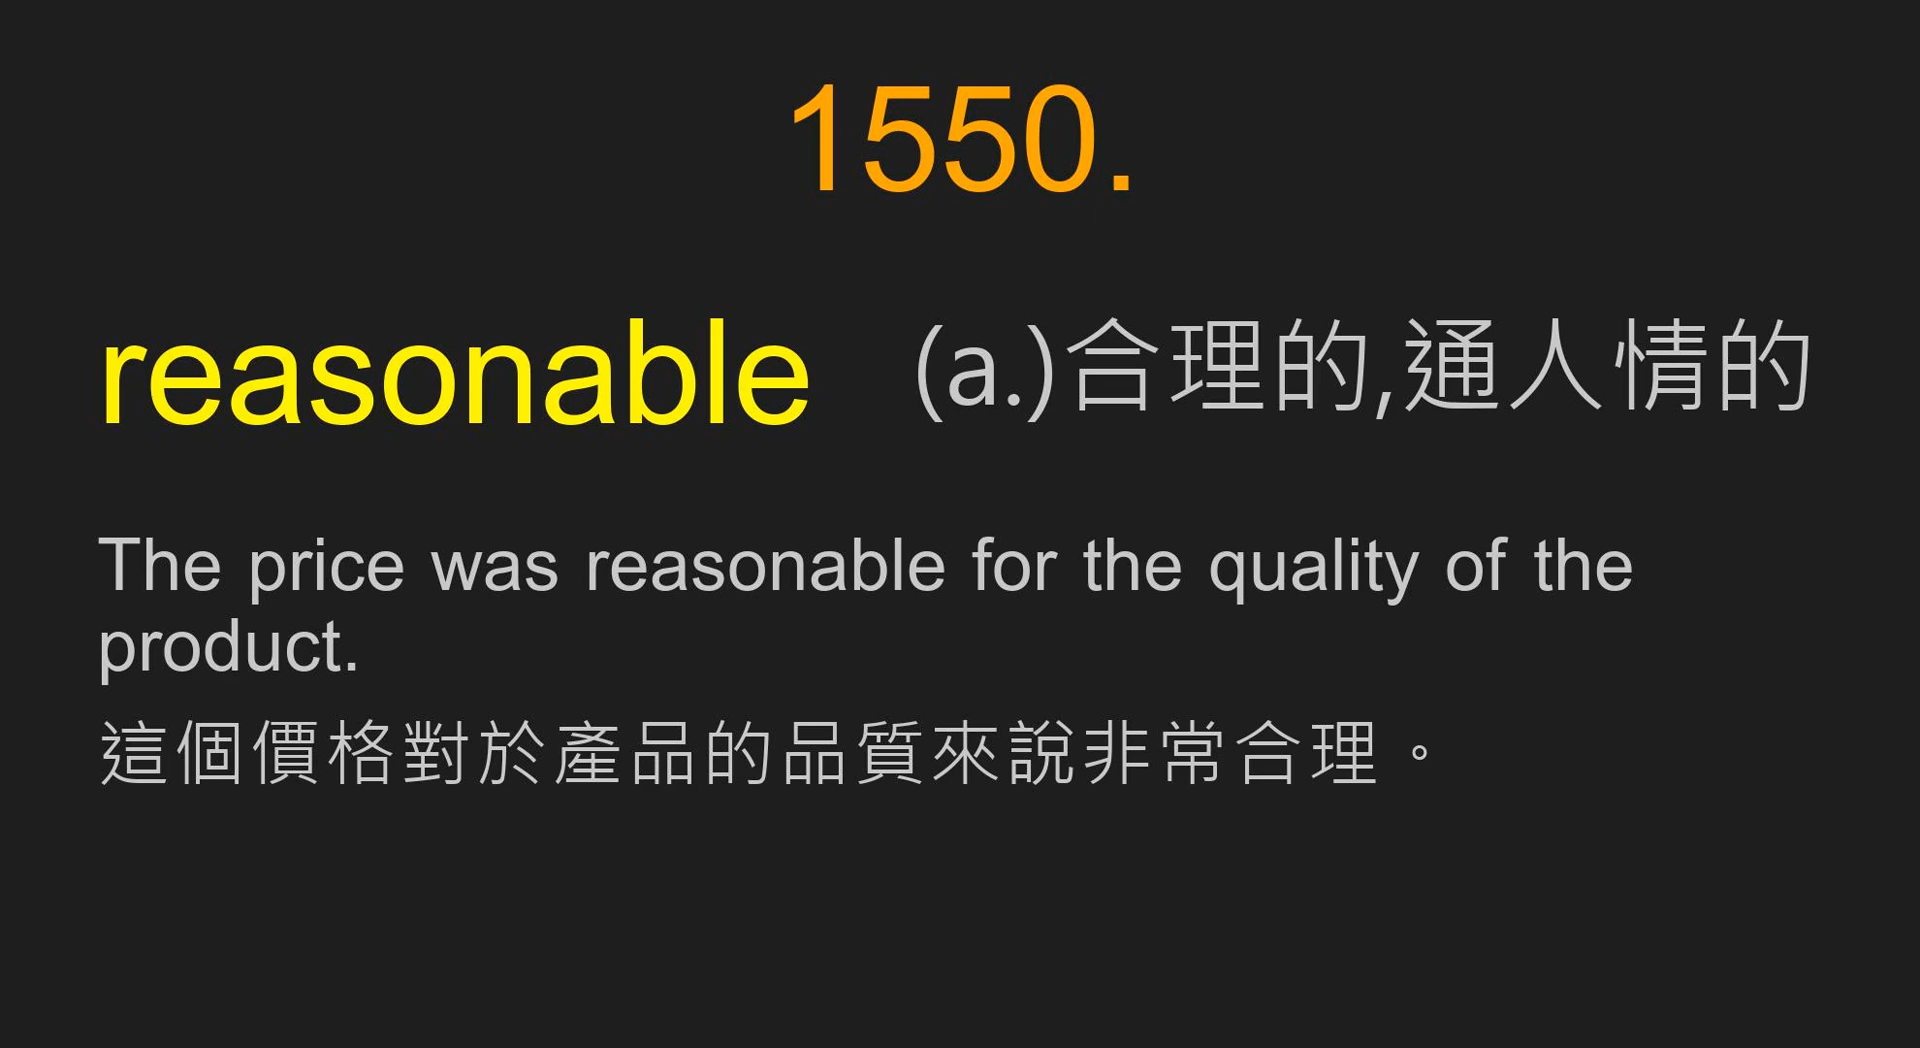 1550.
reasonable (a.)合理的,通人情的
The price was reasonable for the quality of the
product.
這個價格對於產品的品質來說非常合理。